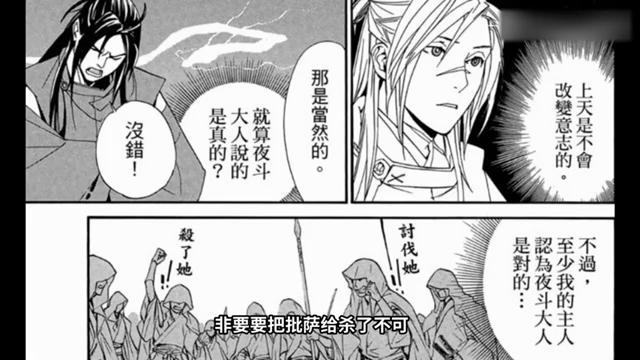 上天是不會
改變意志的。
那是當然的。
就算夜斗
大人說的
是真的？
沒錯！
不過，
至少我的主人
認為夜斗大人
是對的…
討伐她
殺了她
非要要把批萨给杀了不可